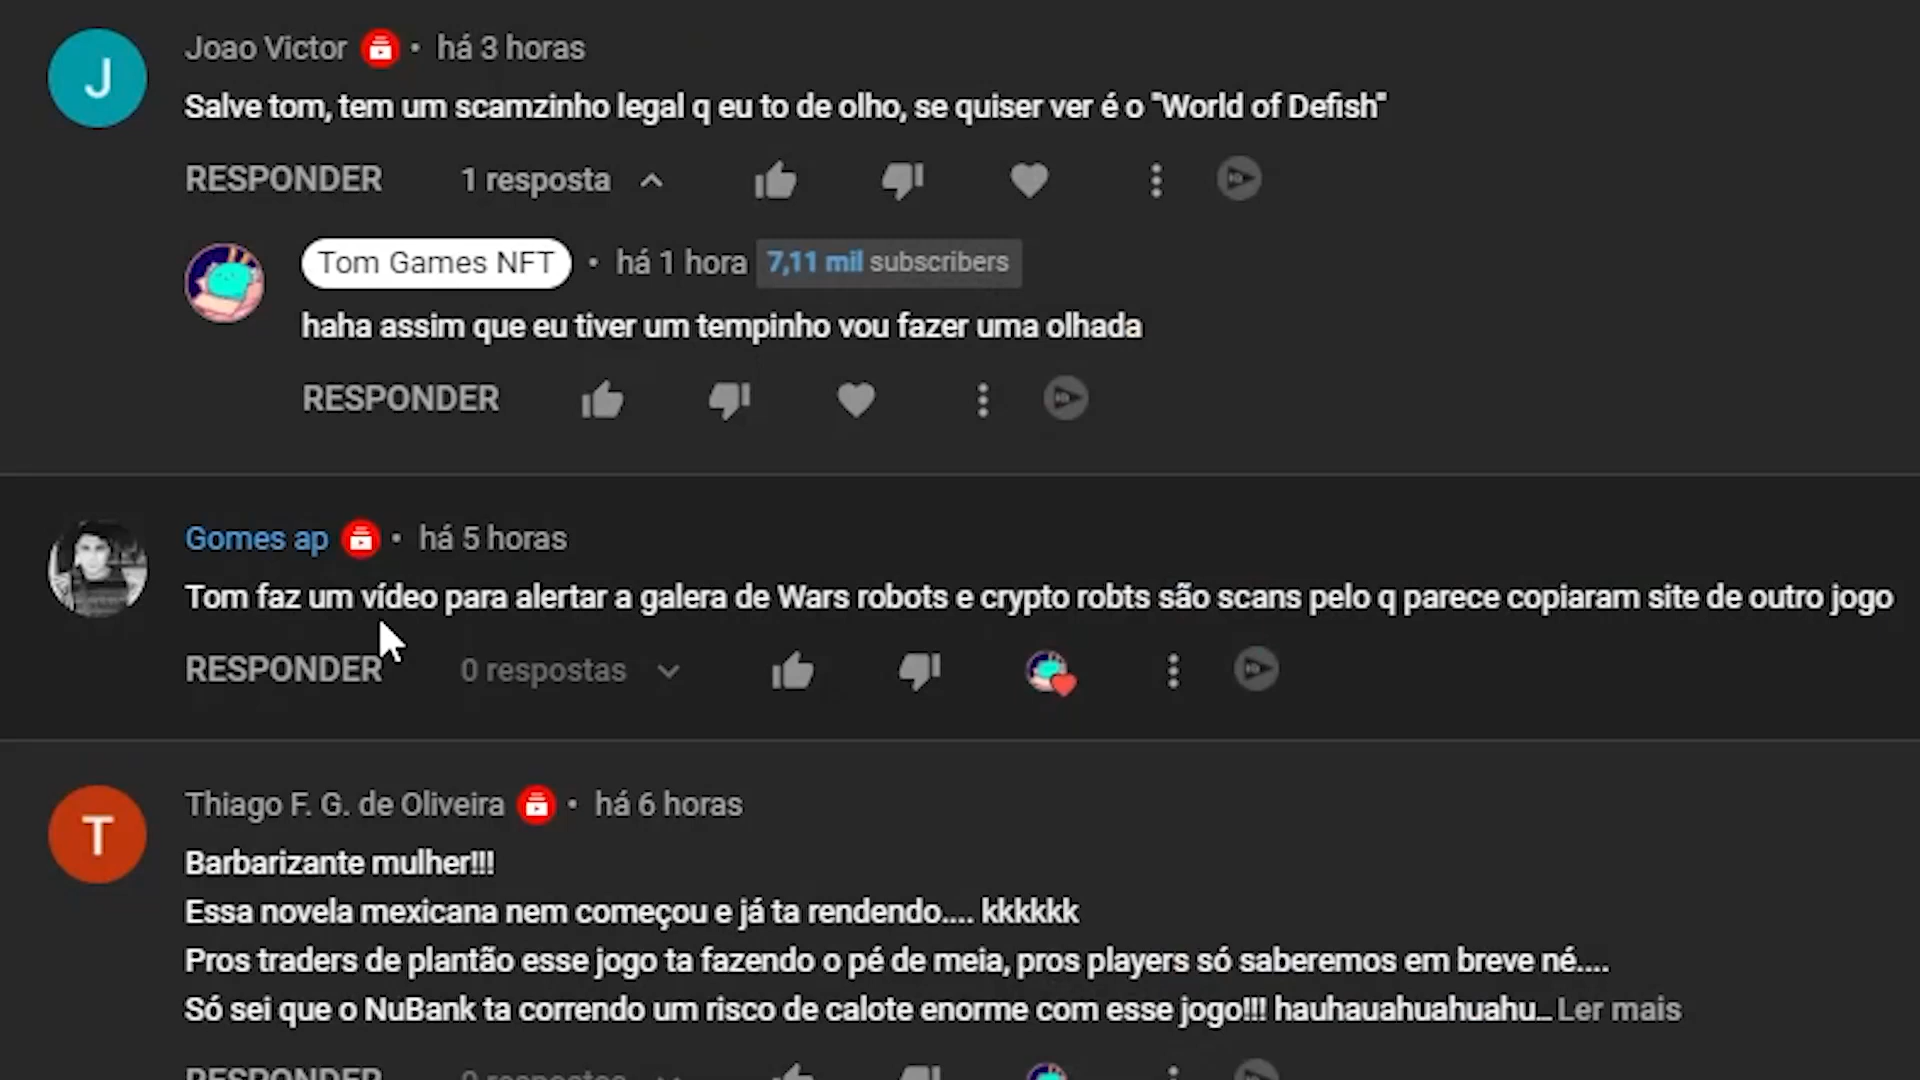 J
Joao Victor • há 3 horas
Salve tom, tem um scamzinho legal q eu to de olho, se quiser ver é o "World of Defish"
RESPONDER 1 resposta
Tom Games NFT • há 1 hora 7,11 mil subscribers
haha assim que eu tiver um tempinho vou fazer uma olhada
RESPONDER
Gomes ap • há 5 horas
Tom faz um vídeo para alertar a galera de Wars robots e crypto robts são scans pelo q parece copiaram site de outro jogo
RESPONDER 0 respostas
T
Thiago F. G. de Oliveira • há 6 horas
Barbarizante mulher!!!
Essa novela mexicana nem começou e já ta rendendo.... kkkkkk
Pros traders de plantão esse jogo ta fazendo o pé de meia, pros players só saberemos em breve né....
Só sei que o NuBank ta correndo um risco de calote enorme com esse jogo!!! hauhauahuahuahu... Ler mais
RESPONDER 0 respostas